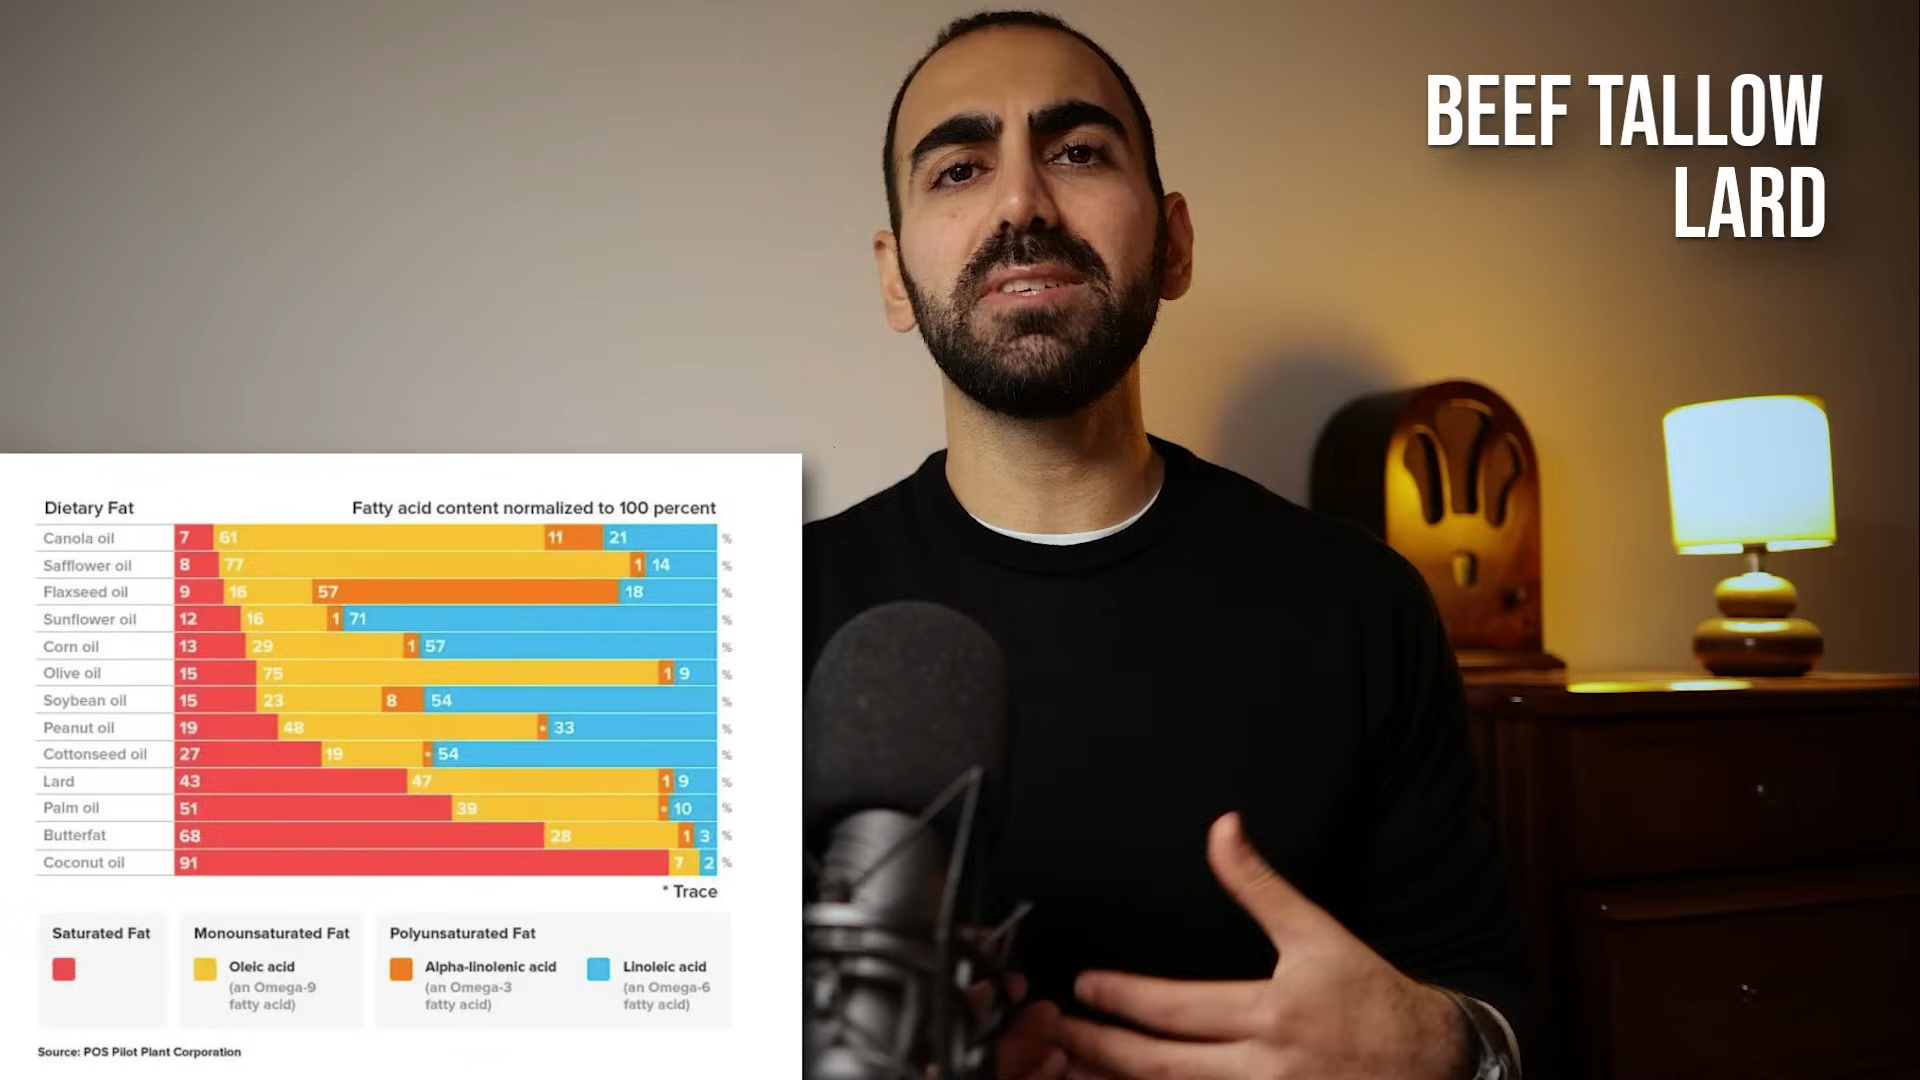 BEEF TALLOW
LARD
Dietary Fat Fatty acid content normalized to 100 percent
Canola oil 7 61 11 21 %
Safflower oil 8 77 1 14 %
Flaxseed oil 9 16 57 18 %
Sunflower oil 12 16 1 71 %
Corn oil 13 29 1 57 %
Olive oil 15 75 1 9 %
Soybean oil 15 23 8 54 %
Peanut oil 19 48 * 33 %
Cottonseed oil 27 19 * 54 %
Lard 43 47 1 9 %
Palm oil 51 39 * 10 %
Butterfat 68 28 1 3 %
Coconut oil 91 7 2 %
* Trace
Saturated Fat Monounsaturated Fat Polyunsaturated Fat
Oleic acid Alpha-linolenic acid Linoleic acid
(an Omega-9 (an Omega-3 (an Omega-6
fatty acid) fatty acid) fatty acid)
Source: POS Pilot Plant Corporation